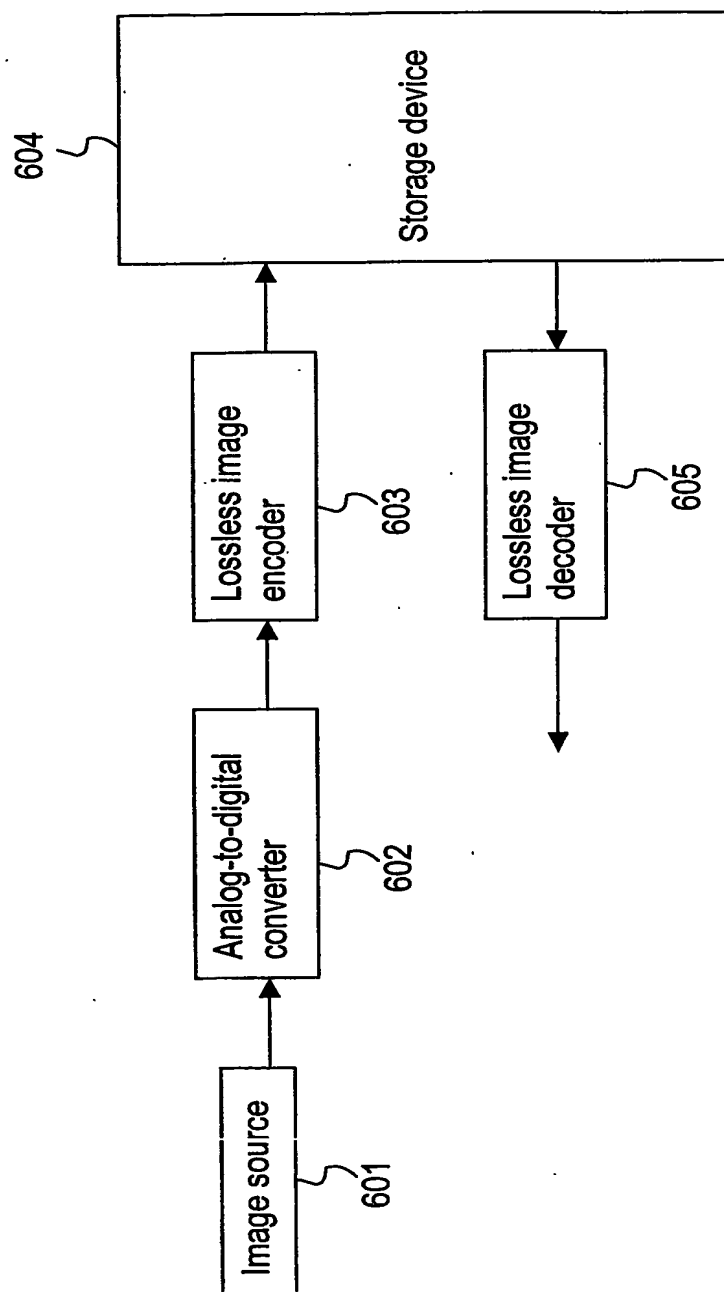 Image source
601
Analog-to-digital
converter
602
Lossless image
encoder
603
Storage device
604
Lossless image
decoder
605